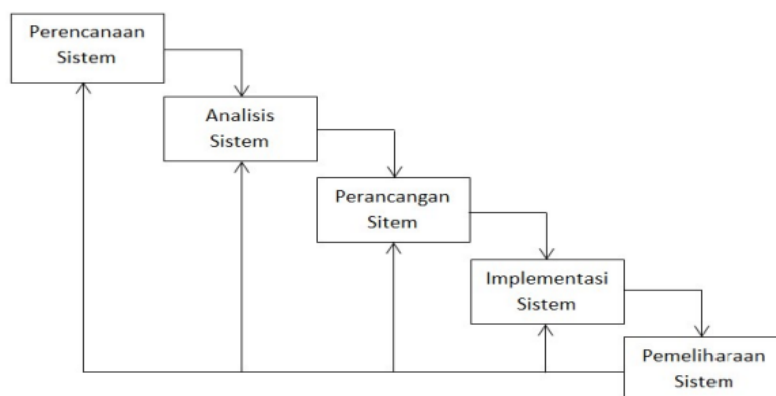 Perencanaan
Sistem
Analisis
Sistem
Perancangan
Sitem
Implementasi
Sistem
Pemeliharaan
Sistem